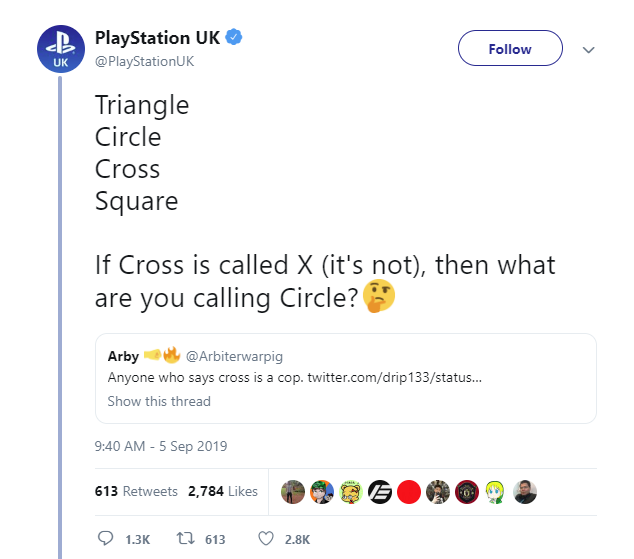 PlayStation UK
@PlayStationUK
Follow
UK
Triangle
Circle
Cross
Square
If Cross is called X (it's not), then what
are you calling Circle?🤔
Arby 🤜🔥 @Arbiterwarpig
Anyone who says cross is a cop. twitter.com/drip133/status...
Show this thread
9:40 AM - 5 Sep 2019
613 Retweets 2,784 Likes
1.3K 613 2.8K